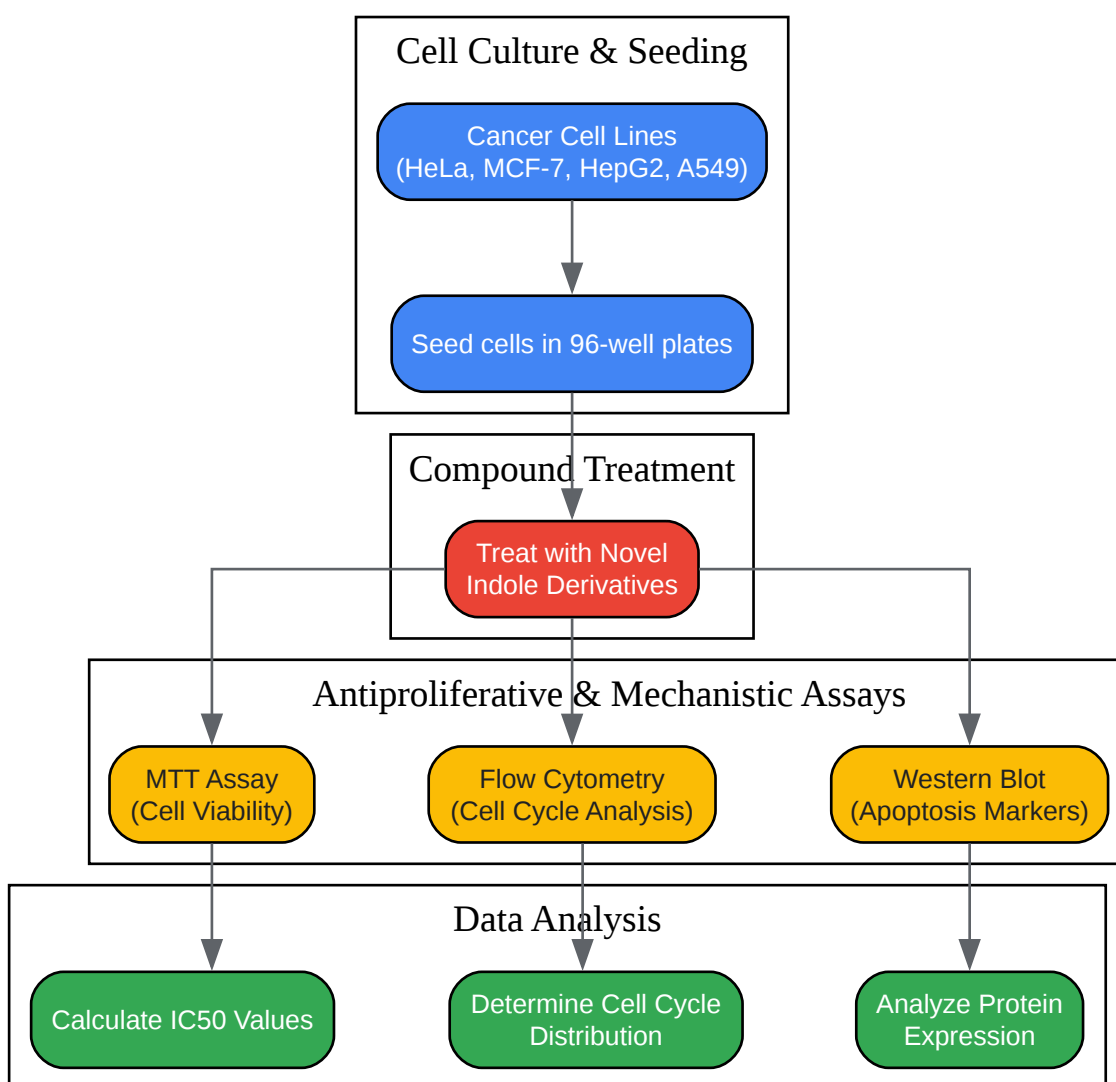 Cell Culture & Seeding
Cancer Cell Lines
(HeLa, MCF-7, HepG2, A549)
Seed cells in 96-well plates
Compound Treatment
Treat with Novel
Indole Derivatives
Antiproliferative & Mechanistic Assays
MTT Assay
(Cell Viability)
Flow Cytometry
(Cell Cycle Analysis)
Western Blot
(Apoptosis Markers)
Data Analysis
Calculate IC50 Values
Determine Cell Cycle
Distribution
Analyze Protein
Expression